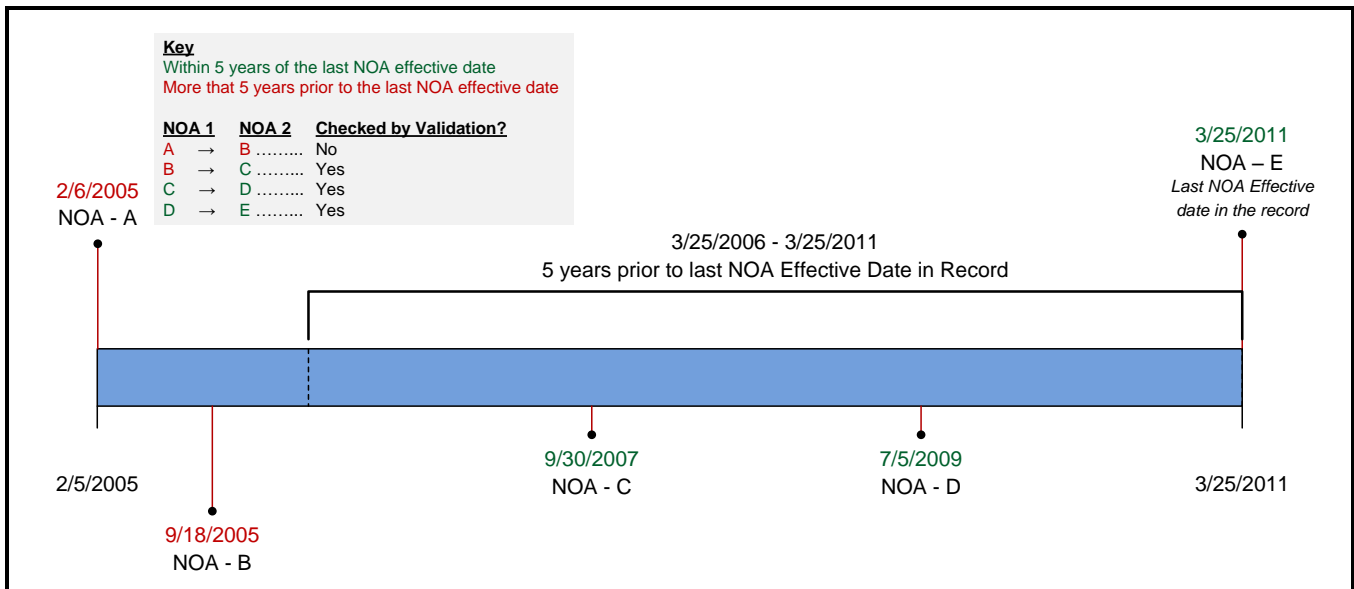 Key
Within 5 years of the last NOA effective date
More that 5 years prior to the last NOA effective date
NOA 1 NOA 2 Checked by Validation?
A → B ……... No
B → C ……... Yes
C → D ……... Yes
D → E ……... Yes
2/6/2005
NOA - A
3/25/2011
NOA – E
Last NOA Effective
date in the record
3/25/2006 - 3/25/2011
5 years prior to last NOA Effective Date in Record
2/5/2005
9/18/2005
NOA - B
9/30/2007
NOA - C
7/5/2009
NOA - D
3/25/2011